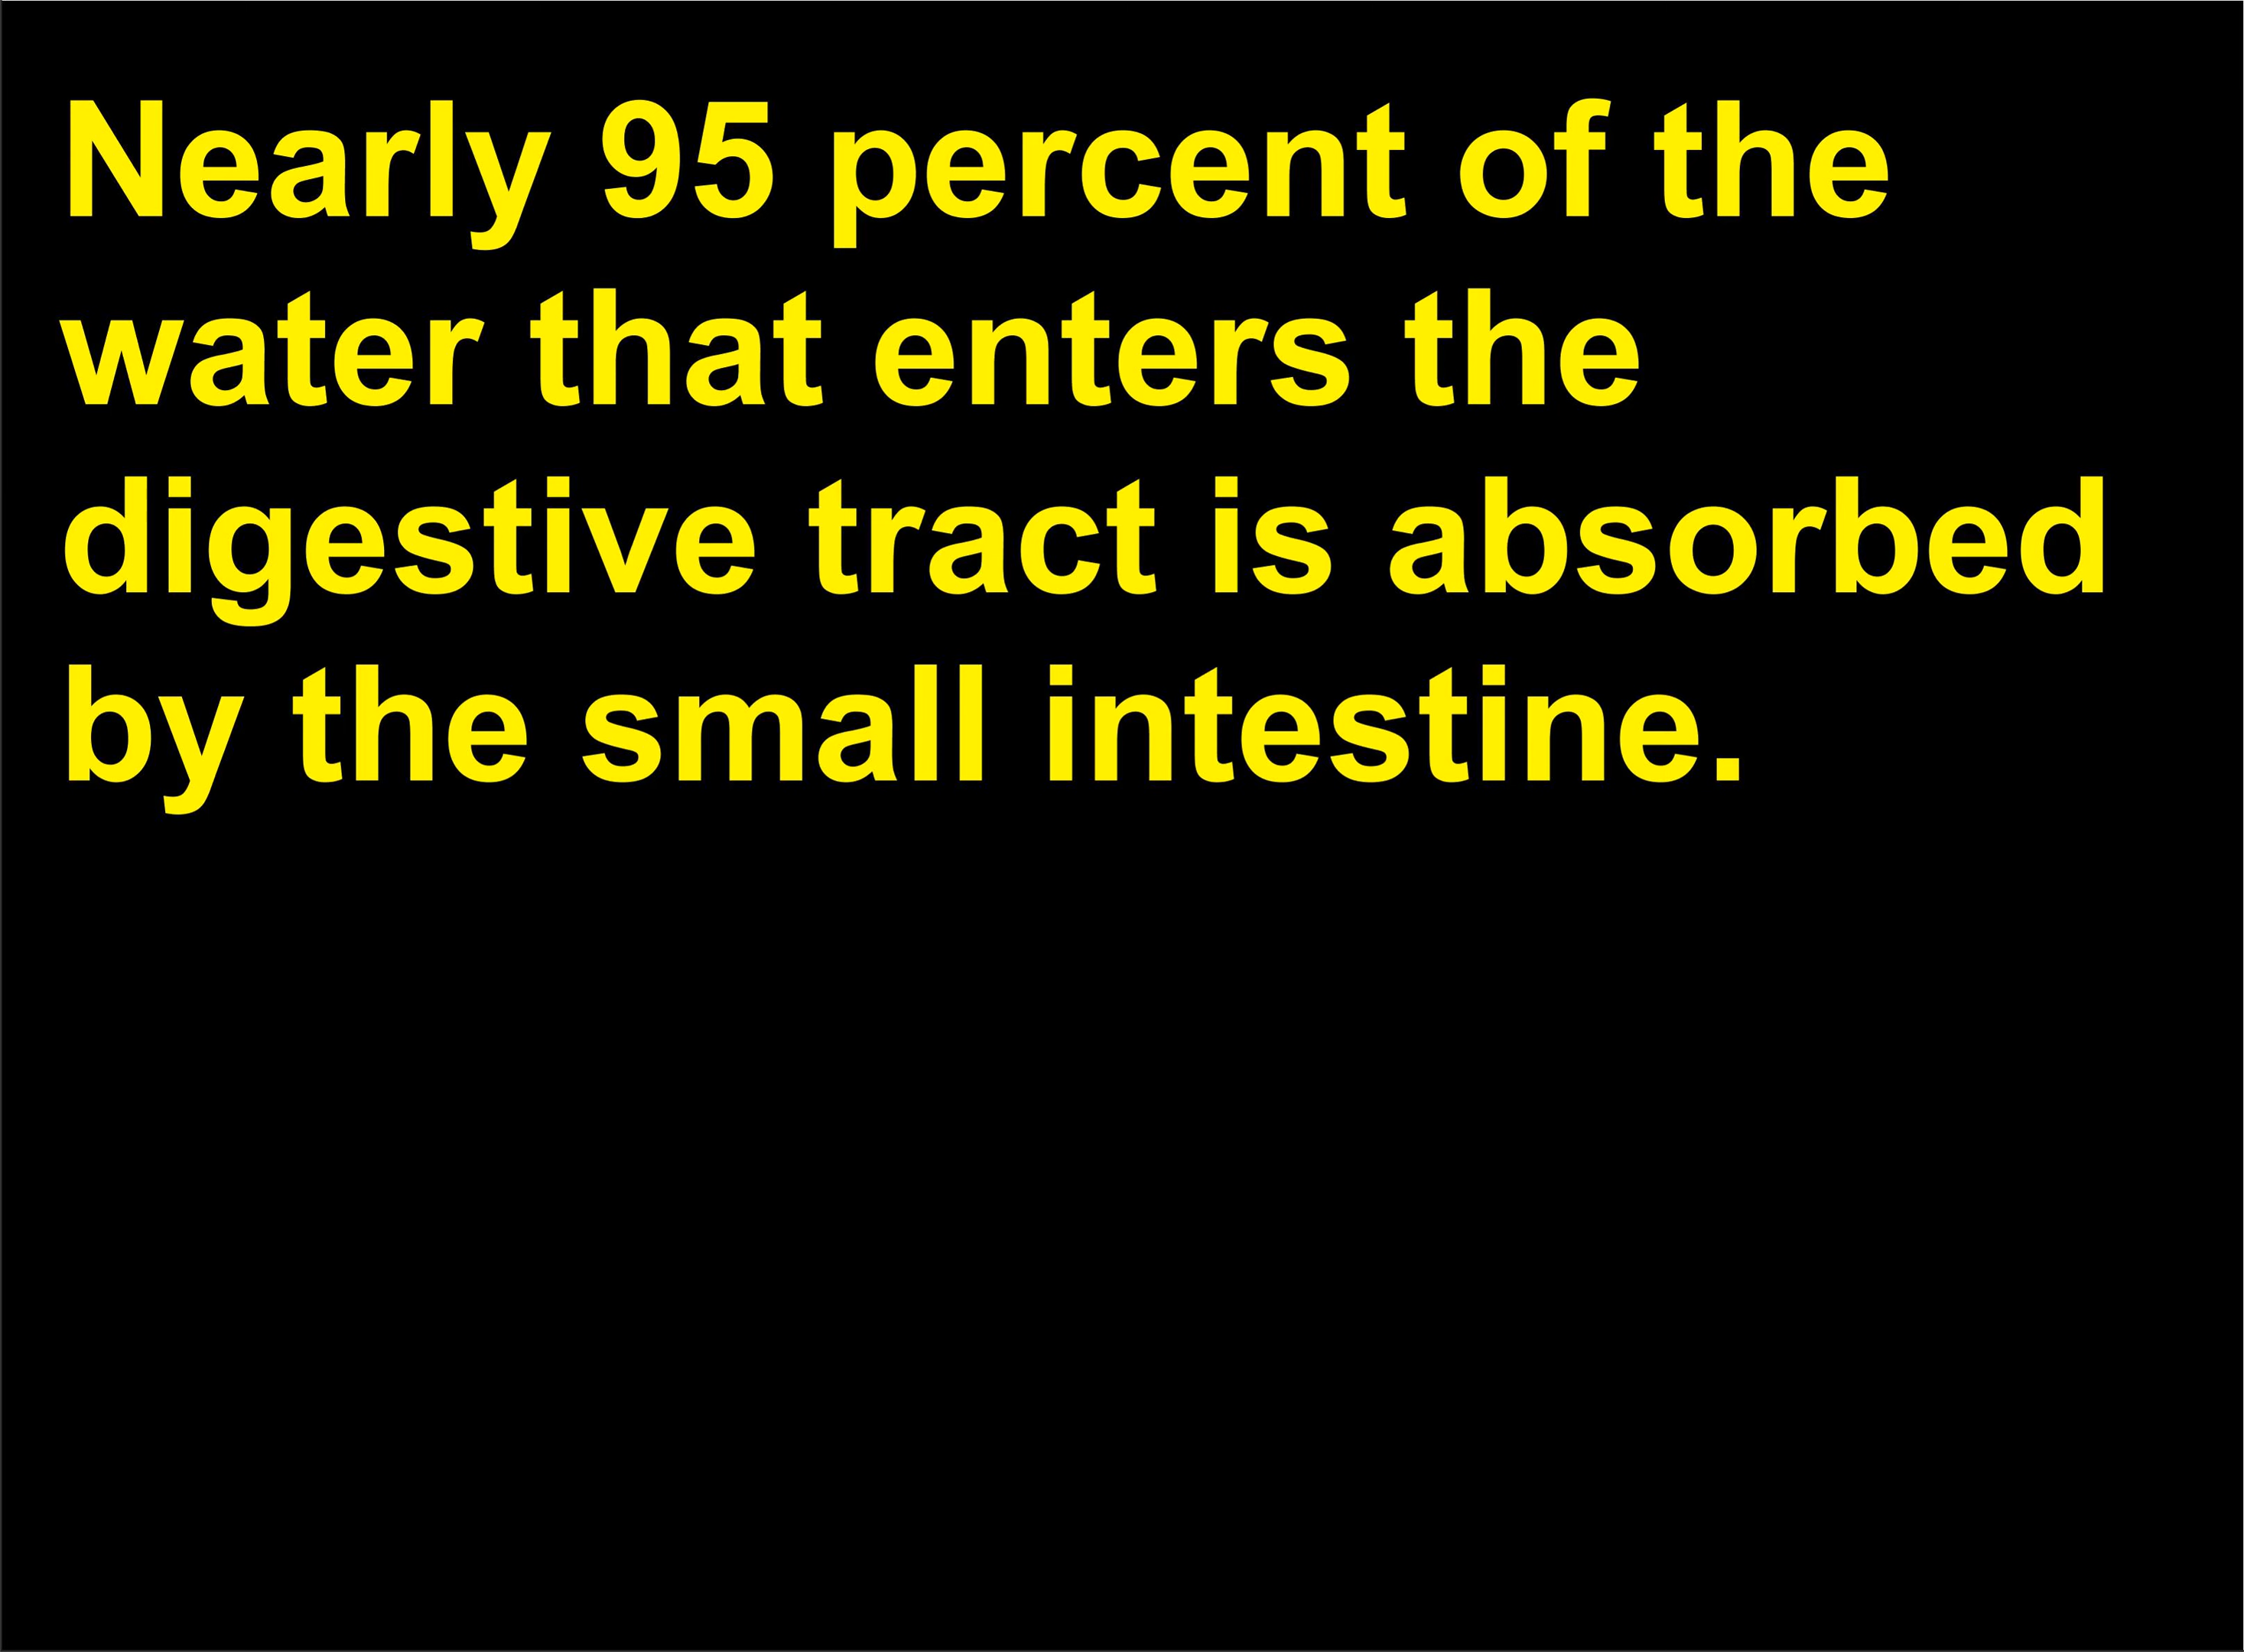 Nearly 95 percent of the
water that enters the
digestive tract is absorbed
by the small intestine.